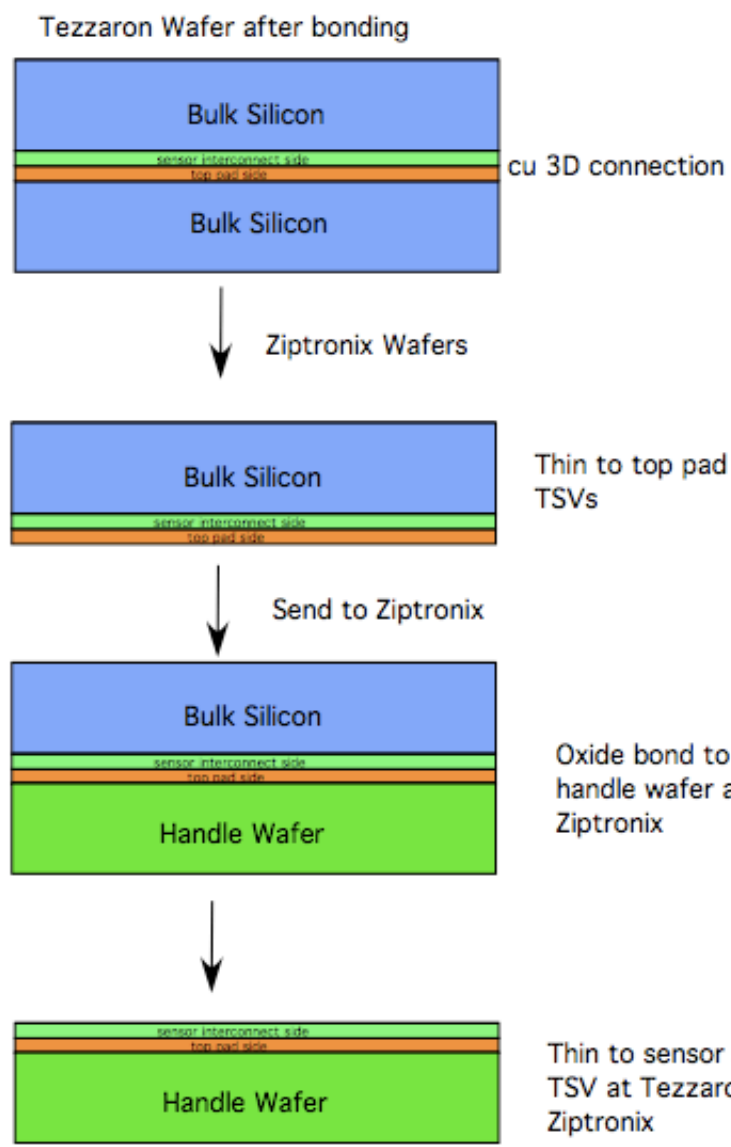 Tezzaron Wafer after bonding
Bulk Silicon
sensor interconnect side
top pad side
cu 3D connection
Bulk Silicon
Ziptronix Wafers
Bulk Silicon
sensor interconnect side
top pad side
Thin to top pad
TSVs
Send to Ziptronix
Bulk Silicon
sensor interconnect side
top pad side
Handle Wafer
Oxide bond to
handle wafer a
Ziptronix
sensor interconnect side
top pad side
Handle Wafer
Thin to sensor
TSV at Tezzaro
Ziptronix